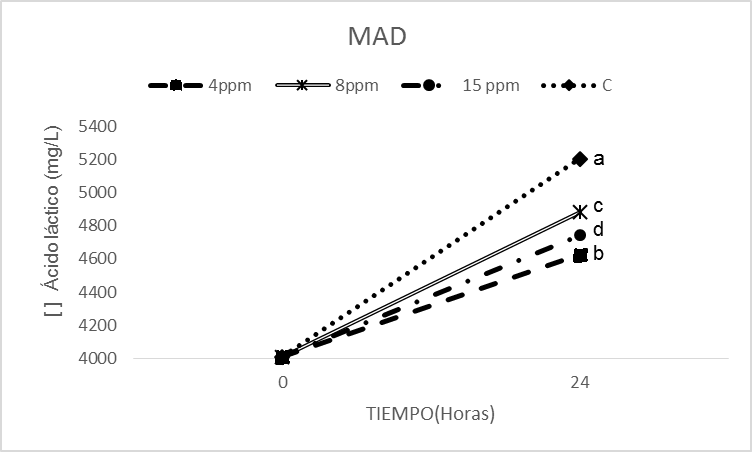 MAD
4ppm 8ppm 15 ppm C
5400
5200
5000
4800
4600
4400
4200
4000
[ ] Ácido láctico (mg/L)
a
c
d
b
0 24
TIEMPO(Horas)